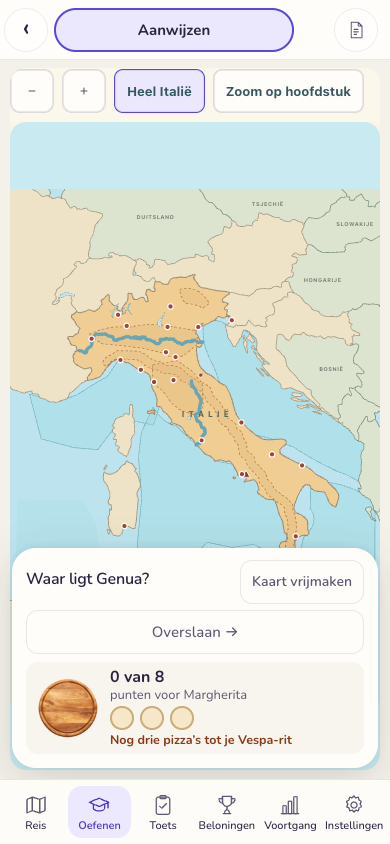 Aanwijzen
Heel Italië
Zoom op hoofdstuk
TSJECHIË
DUITSLAND
SLOWAKIJE
HONGARIJE
BOSNIË
ITALIË
Waar ligt Genua?
Kaart vrijmaken
Overslaan →
0 van 8
punten voor Margherita
Nog drie pizza's tot je Vespa-rit
Reis
Oefenen
Toets
Beloningen
Voortgang
Instellingen